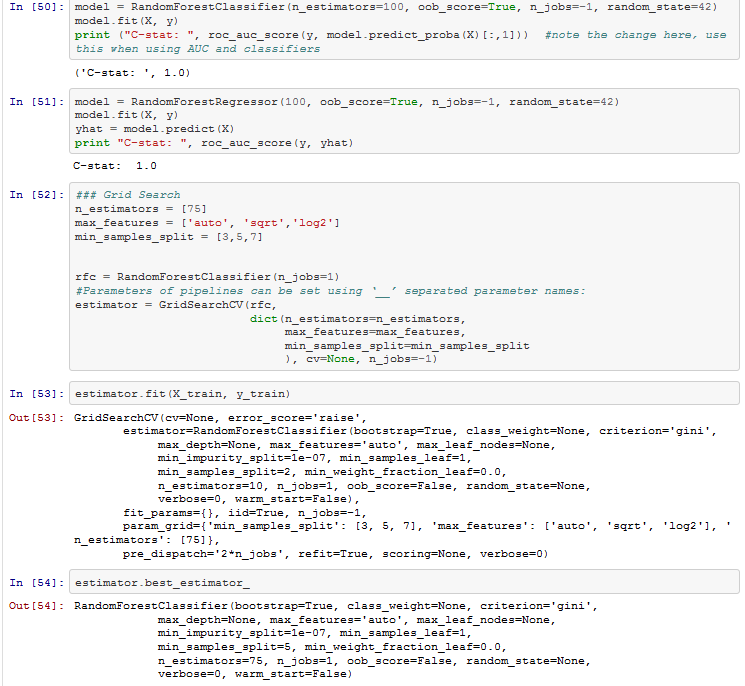 In [50]: model = RandomForestClassifier(n_estimators=100, oob_score=True, n_jobs=-1, random_state=42)
model.fit(X, y)
print ("C-stat: ", roc_auc_score(y, model.predict_proba(X)[:,1]))  #note the change here, use
this when using AUC and classifiers
('C-stat: ', 1.0)
In [51]: model = RandomForestRegressor(100, oob_score=True, n_jobs=-1, random_state=42)
model.fit(X, y)
yhat = model.predict(X)
print "C-stat: ", roc_auc_score(y, yhat)
C-stat:  1.0
In [52]: ### Grid Search
n_estimators = [75]
max_features = ['auto', 'sqrt','log2']
min_samples_split = [3,5,7]
rfc = RandomForestClassifier(n_jobs=1)
#Parameters of pipelines can be set using ‘__’ separated parameter names:
estimator = GridSearchCV(rfc,
dict(n_estimators=n_estimators,
max_features=max_features,
min_samples_split=min_samples_split
), cv=None, n_jobs=-1)
In [53]: estimator.fit(X_train, y_train)
Out[53]: GridSearchCV(cv=None, error_score='raise',
estimator=RandomForestClassifier(bootstrap=True, class_weight=None, criterion='gini',
max_depth=None, max_features='auto', max_leaf_nodes=None,
min_impurity_split=1e-07, min_samples_leaf=1,
min_samples_split=2, min_weight_fraction_leaf=0.0,
n_estimators=10, n_jobs=1, oob_score=False, random_state=None,
verbose=0, warm_start=False),
fit_params={}, iid=True, n_jobs=-1,
param_grid={'min_samples_split': [3, 5, 7], 'max_features': ['auto', 'sqrt', 'log2'], '
n_estimators': [75]},
pre_dispatch='2*n_jobs', refit=True, scoring=None, verbose=0)
In [54]: estimator.best_estimator_
Out[54]: RandomForestClassifier(bootstrap=True, class_weight=None, criterion='gini',
max_depth=None, max_features='auto', max_leaf_nodes=None,
min_impurity_split=1e-07, min_samples_leaf=1,
min_samples_split=5, min_weight_fraction_leaf=0.0,
n_estimators=75, n_jobs=1, oob_score=False, random_state=None,
verbose=0, warm_start=False)